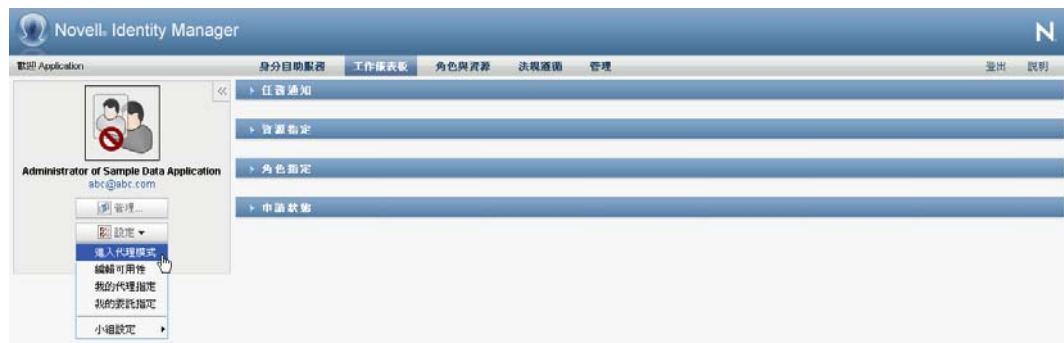 Novell® Identity Manager
N
歡迎 Application
身分自助服務 工作儀表板 角色與資源 法規遵循 管理 登出 說明
任務通知
資源指定
角色指定
申請狀態
Administrator of Sample Data Application
abc@abc.com
管理...
設定
進入代理模式
編輯可用性
我的代理指定
我的委託指定
小組設定